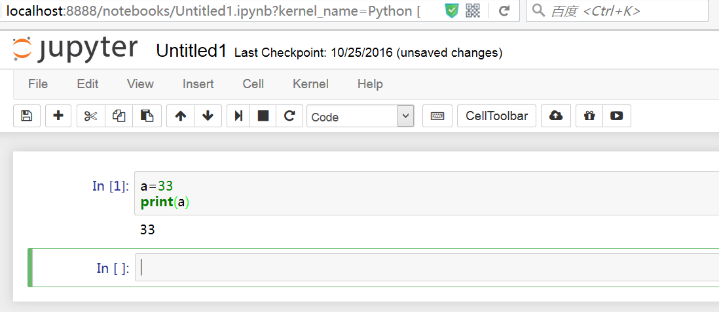 localhost:8888/notebooks/Untitled1.ipynb?kernel_name=Python [
百度 <Ctrl+K>
jupyter Untitled1 Last Checkpoint: 10/25/2016 (unsaved changes)
File Edit View Insert Cell Kernel Help
Code CellToolbar
In [1]: a=33
print(a)
33
In [ ]: